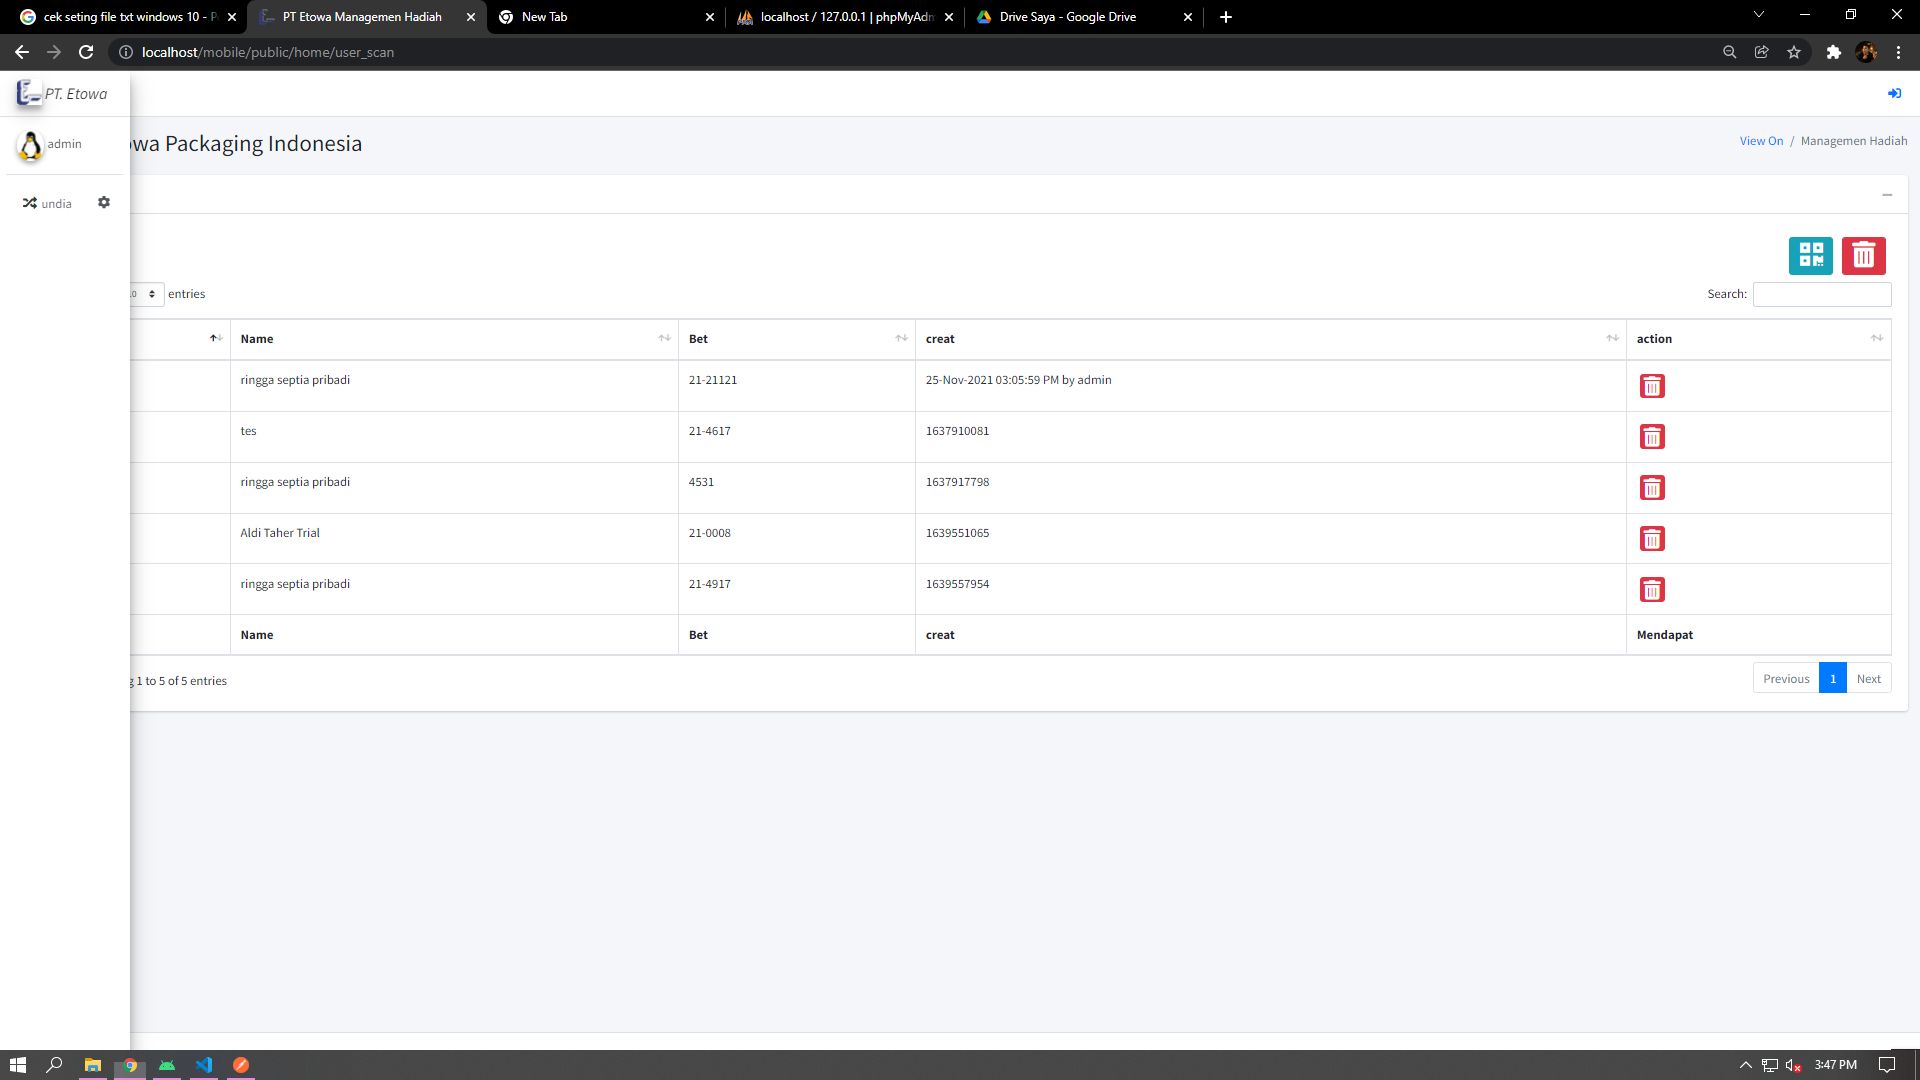 cek seting file txt windows 10 - P
PT Etowa Managemen Hadiah
New Tab
localhost / 127.0.0.1 | phpMyAdm
Drive Saya - Google Drive
localhost/mobile/public/home/user_scan
PT. Etowa
admin
undia
owa Packaging Indonesia
View On / Managemen Hadiah
entries
Search:
Name Bet creat action
ringga septia pribadi 21-21121 25-Nov-2021 03:05:59 PM by admin
tes 21-4617 1637910081
ringga septia pribadi 4531 1637917798
Aldi Taher Trial 21-0008 1639551065
ringga septia pribadi 21-4917 1639557954
Name Bet creat Mendapat
g 1 to 5 of 5 entries
Previous 1 Next
3:47 PM